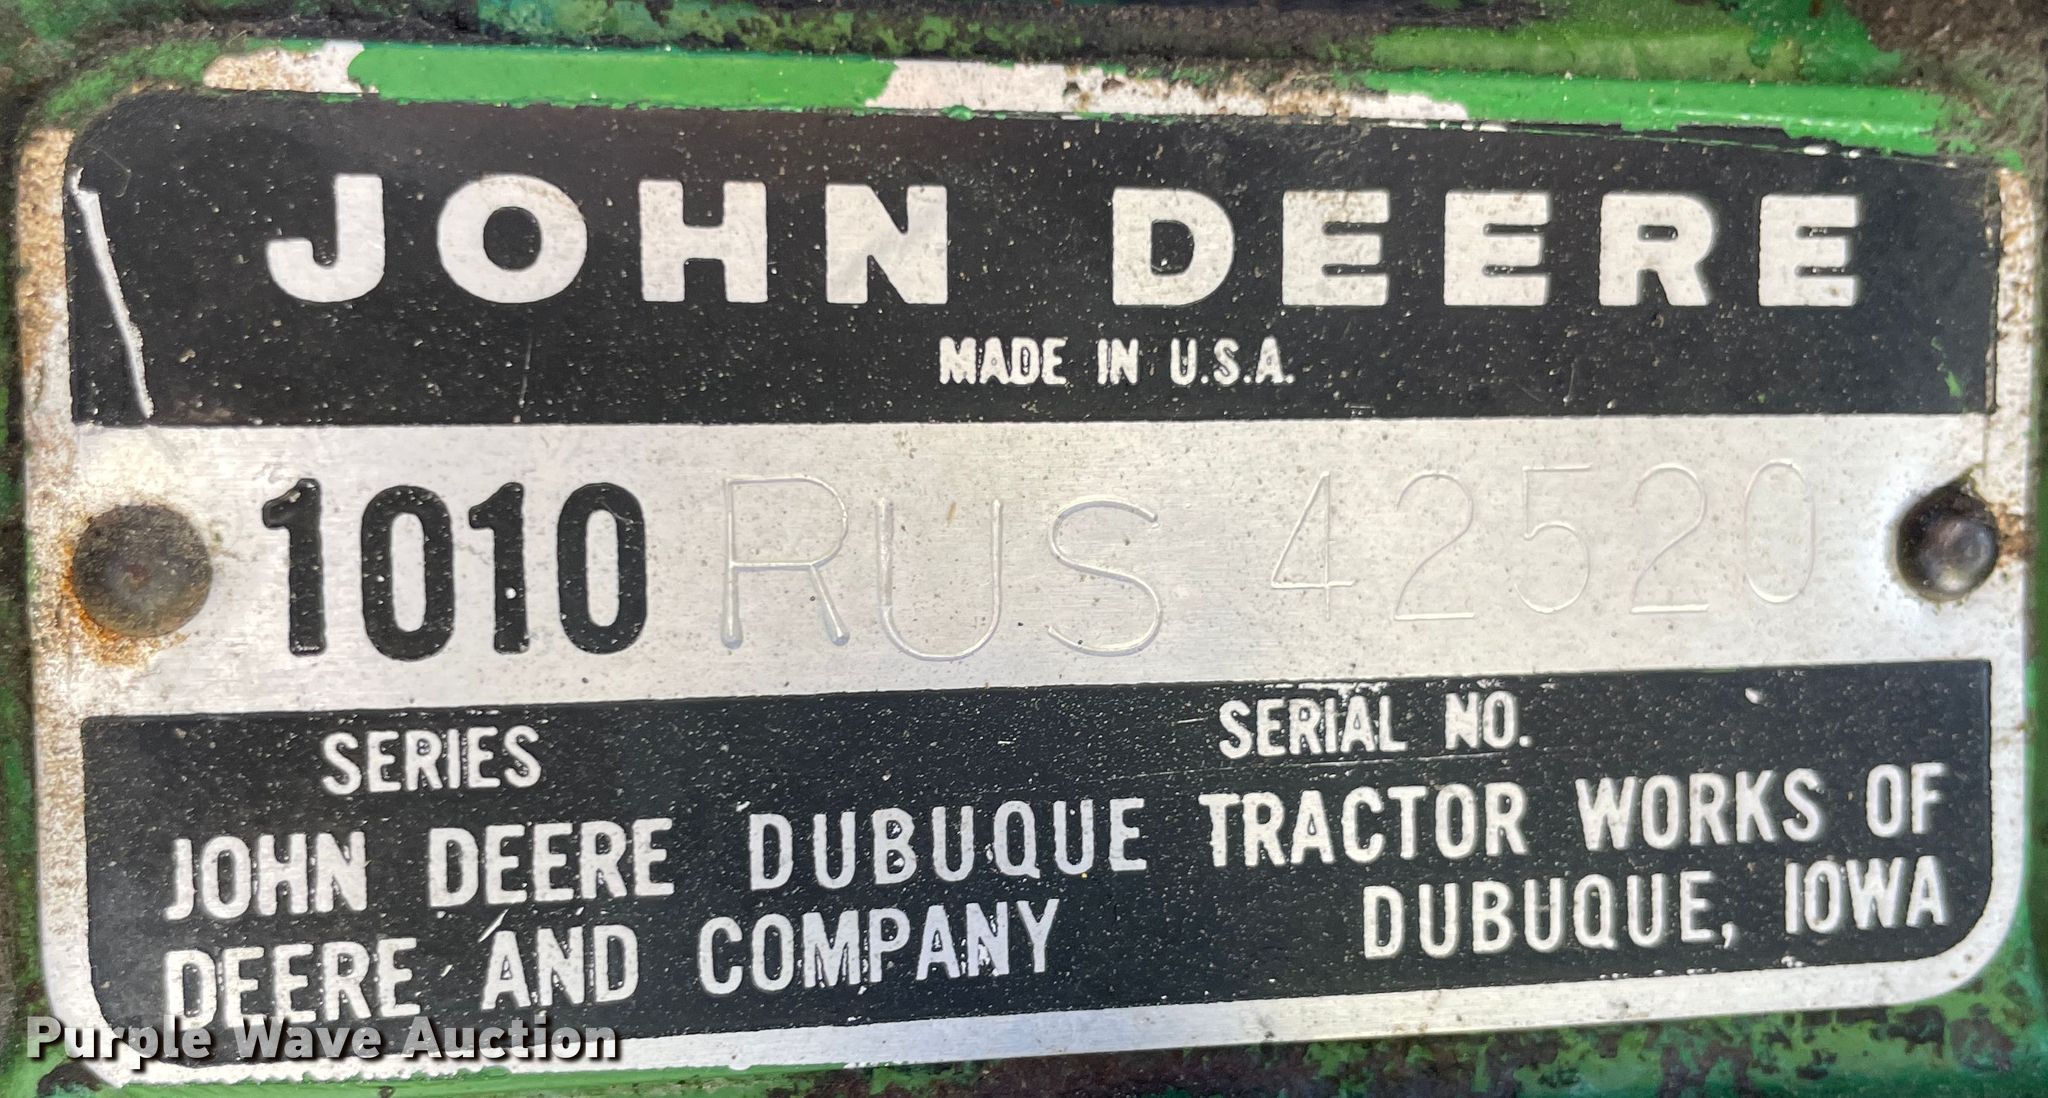 JOHN DEERE
MADE IN U.S.A.
1010 RUS 42520
SERIES SERIAL NO.
JOHN DEERE DUBUQUE TRACTOR WORKS OF
DEERE AND COMPANY DUBUQUE, IOWA
Purple Wave Auction